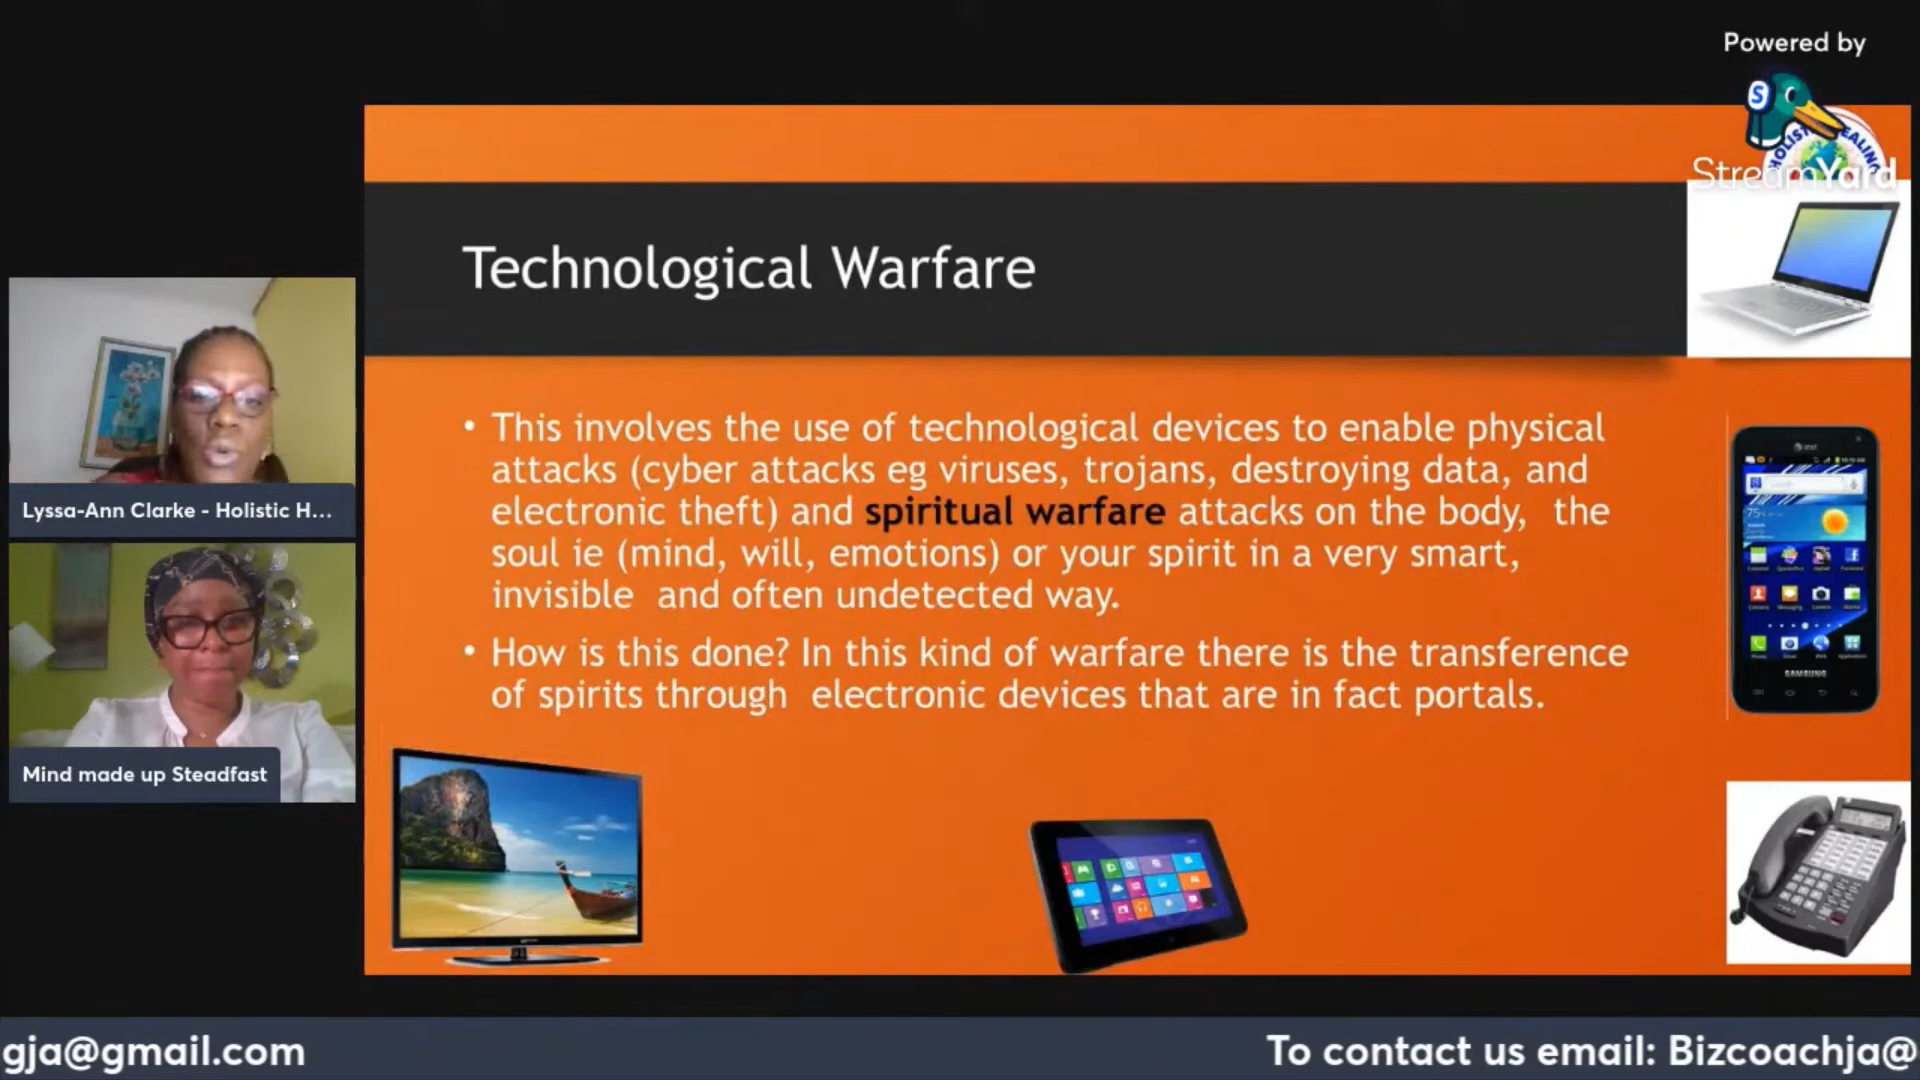 Powered by
StreamYard
Technological Warfare
• This involves the use of technological devices to enable physical
attacks (cyber attacks eg viruses, trojans, destroying data, and
electronic theft) and spiritual warfare attacks on the body,  the
soul ie (mind, will, emotions) or your spirit in a very smart,
invisible  and often undetected way.
• How is this done? In this kind of warfare there is the transference
of spirits through  electronic devices that are in fact portals.
Lyssa-Ann Clarke - Holistic H...
Mind made up Steadfast
SAMSUNG
gja@gmail.com
To contact us email: Bizcoachja@